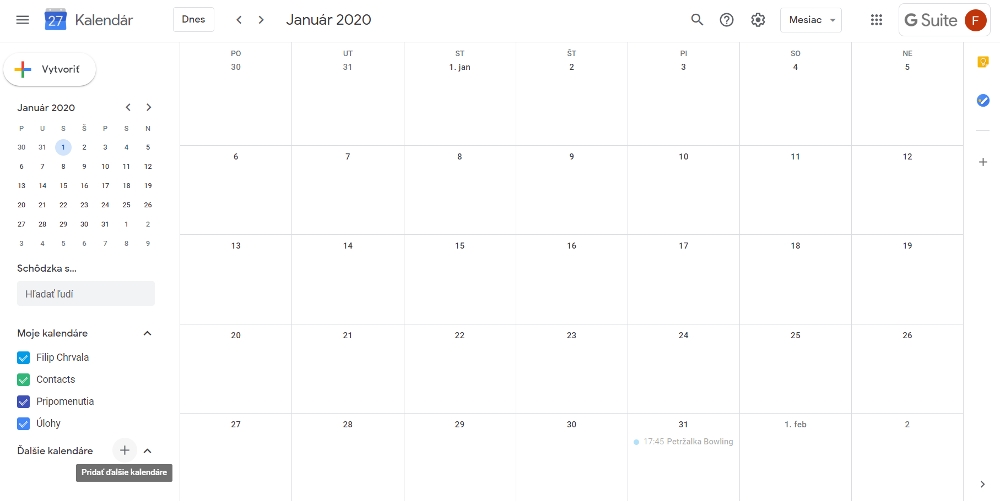 27 Kalendár Dnes Január 2020 Mesiac G Suite F
Vytvoriť
Január 2020
P U S Š P S N
30 31 1 2 3 4 5
6 7 8 9 10 11 12
13 14 15 16 17 18 19
20 21 22 23 24 25 26
27 28 29 30 31 1 2
3 4 5 6 7 8 9
Schôdzka s...
Hľadať ľudí
Moje kalendáre
Filip Chrvala
Contacts
Pripomenutia
Úlohy
Ďalšie kalendáre
Pridať ďalšie kalendáre
PO UT ST ŠT PI SO NE
30 31 1. jan 2 3 4 5
6 7 8 9 10 11 12
13 14 15 16 17 18 19
20 21 22 23 24 25 26
27 28 29 30 31 1. feb 2
17:45 Petržalka Bowling